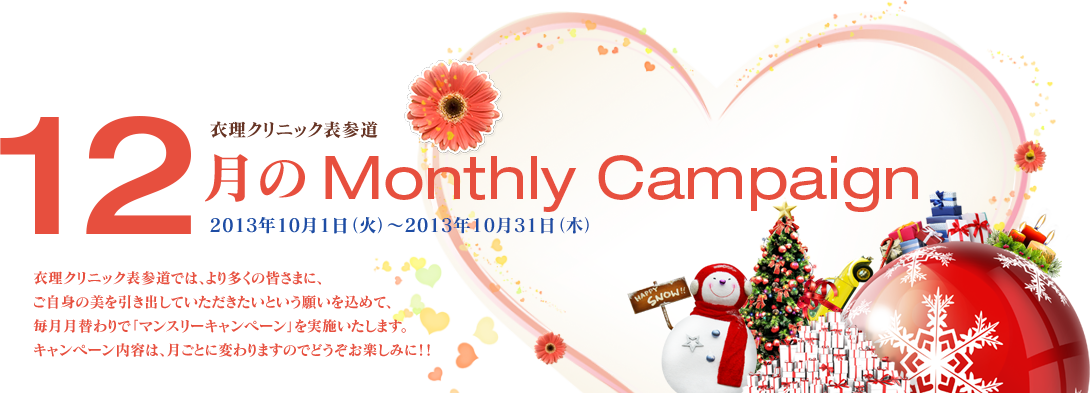 衣理クリニック表参道
12月のMonthly Campaign
2013年10月1日(火)～2013年10月31日(木)
衣理クリニック表参道では、より多くの皆さまに、
ご自身の美を引き出していただきたいという願いを込めて、
毎月月替わりで「マンスリーキャンペーン」を実施いたします。
キャンペーン内容は、月ごとに変わりますのでどうぞお楽しみに!!
HAPPY
SNOW!!